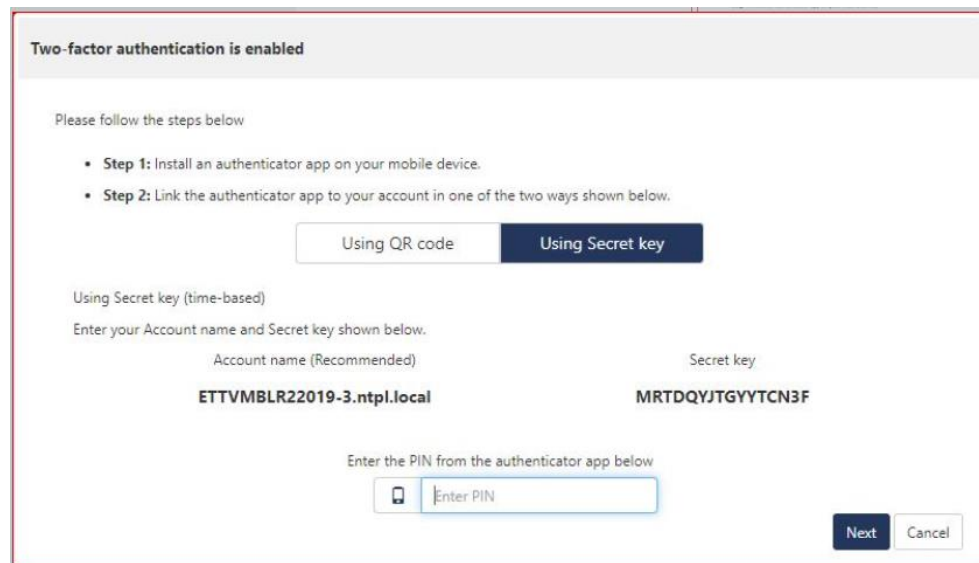 Two-factor authentication is enabled
Please follow the steps below
• Step 1: Install an authenticator app on your mobile device.
• Step 2: Link the authenticator app to your account in one of the two ways shown below.
Using QR code Using Secret key
Using Secret key (time-based)
Enter your Account name and Secret key shown below.
Account name (Recommended) Secret key
ETTVMBLR22019-3.ntpl.local MRTDQYJTGYYTCN3F
Enter the PIN from the authenticator app below
Enter PIN
Next Cancel